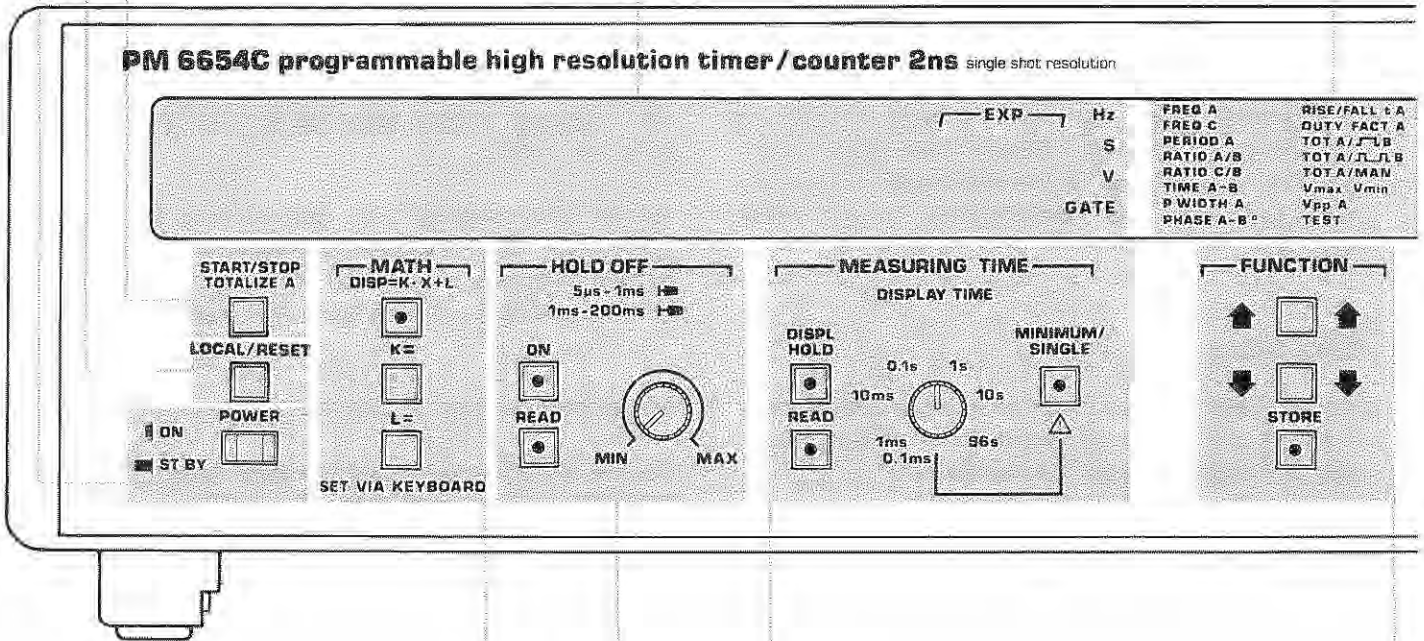 PM 6654C programmable high resolution timer/counter 2ns single shot resolution
EXP Hz
S
V
GATE
FREQ A
FREQ C
PERIOD A
RATIO A/B
RATIO C/B
TIME A-B
P WIDTH A
PHASE A-B°
RISE/FALL t A
DUTY FACT A
TOT A/ B
TOT A/ B
TOT A/MAN
Vmax Vmin
Vpp A
TEST
START/STOP
TOTALIZE A
LOCAL/RESET
POWER
ON
ST BY
MATH
DISP=K·X+L
K=
L=
SET VIA KEYBOARD
HOLD OFF
5µs-1ms
1ms-200ms
ON
READ
MIN MAX
MEASURING TIME
DISPLAY TIME
DISPL
HOLD
READ
0.1s 1s
10ms 10s
1ms 96s
0.1ms
MINIMUM/
SINGLE
FUNCTION
STORE